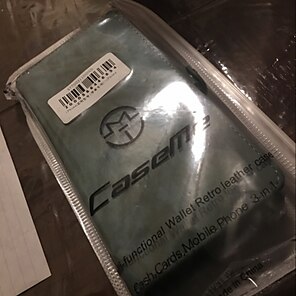 CaseMe
Multifunctional Wallet Retro leather case
Cash.Cards.Mobile Phone 3 in 1